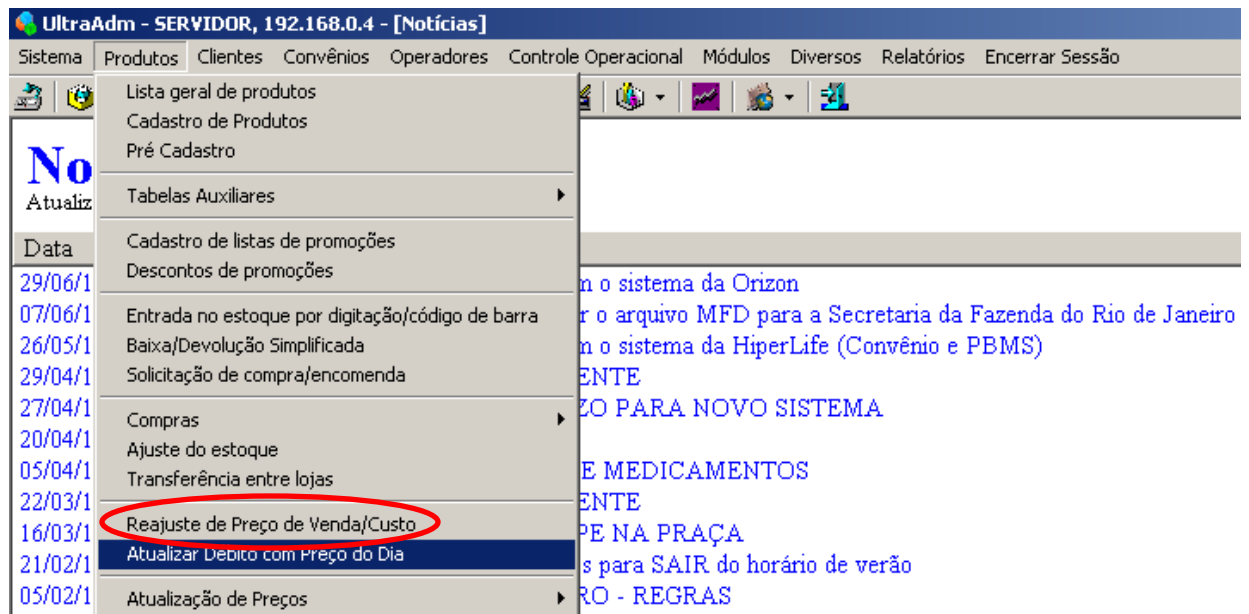 UltraAdm - SERVIDOR, 192.168.0.4 - [Notícias]
Sistema Produtos Clientes Convênios Operadores Controle Operacional Módulos Diversos Relatórios Encerrar Sessão
Lista geral de produtos
Cadastro de Produtos
Pré Cadastro
Tabelas Auxiliares
Cadastro de listas de promoções
Descontos de promoções
Entrada no estoque por digitação/código de barra
Baixa/Devolução Simplificada
Solicitação de compra/encomenda
Compras
Ajuste do estoque
Transferência entre lojas
Reajuste de Preço de Venda/Custo
Atualizar Débito com Preço do Dia
Atualização de Preços
No
Atualiz
Data
29/06/1 m o sistema da Orizon
07/06/1 r o arquivo MFD para a Secretaria da Fazenda do Rio de Janeiro
26/05/1 m o sistema da HiperLife (Convênio e PBMS)
29/04/1 ENTE
27/04/1 ZO PARA NOVO SISTEMA
20/04/1
05/04/1 E MEDICAMENTOS
22/03/1 ENTE
16/03/1 PE NA PRAÇA
21/02/1 s para SAIR do horário de verão
05/02/1 RO - REGRAS